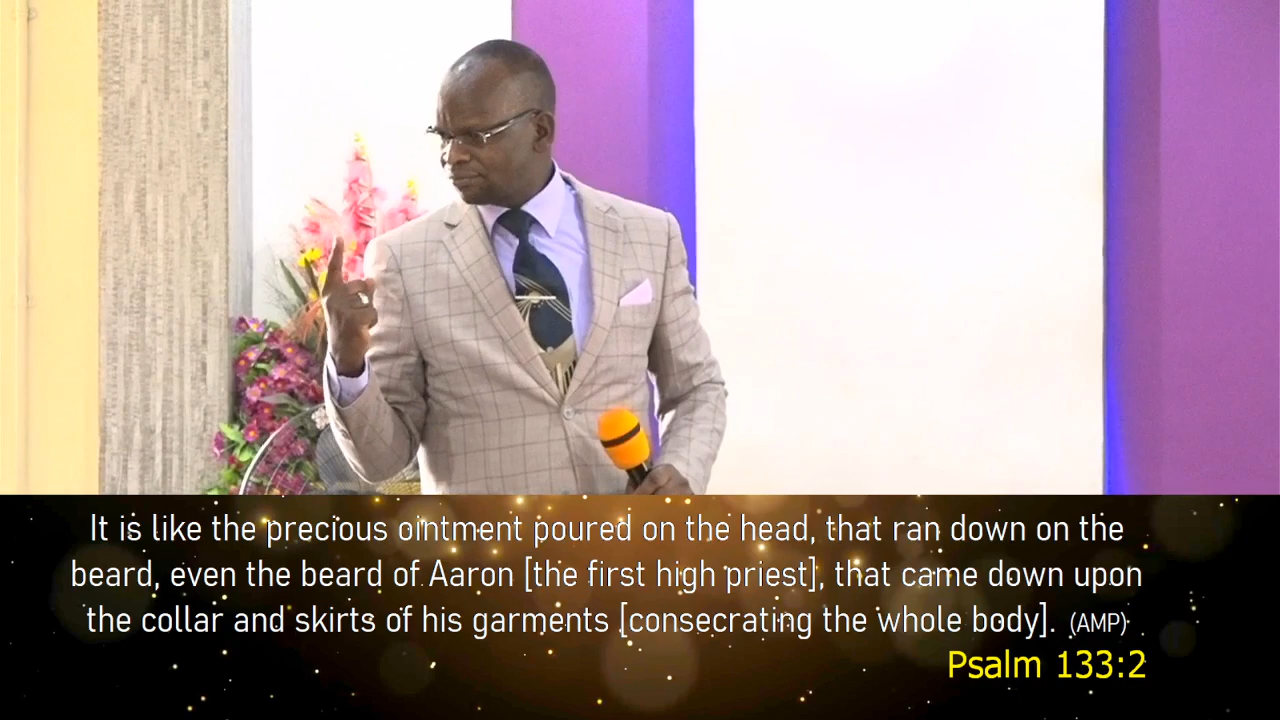 It is like the precious ointment poured on the head, that ran down on the
beard, even the beard of Aaron [the first high priest], that came down upon
the collar and skirts of his garments [consecrating the whole body]. (AMP)
Psalm 133:2